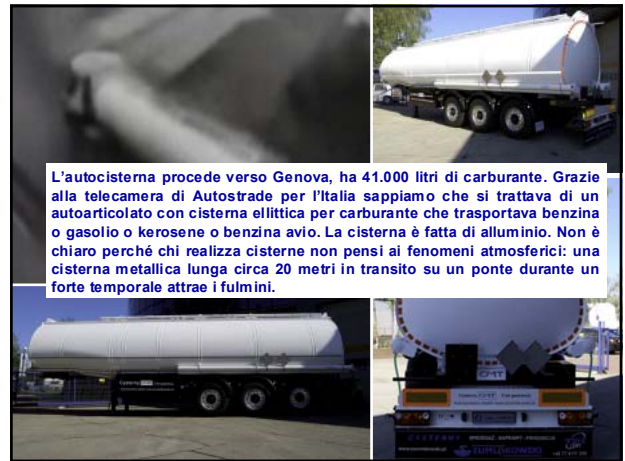 L'autocisterna procede verso Genova, ha 41.000 litri di carburante. Grazie
alla telecamera di Autostrade per l'Italia sappiamo che si trattava di un
autoarticolato con cisterna ellittica per carburante che trasportava benzina
o gasolio o kerosene o benzina avio. La cisterna è fatta di alluminio. Non è
chiaro perché chi realizza cisterne non pensi ai fenomeni atmosferici: una
cisterna metallica lunga circa 20 metri in transito su un ponte durante un
forte temporale attrae i fulmini.
CMT
CYSTERNY